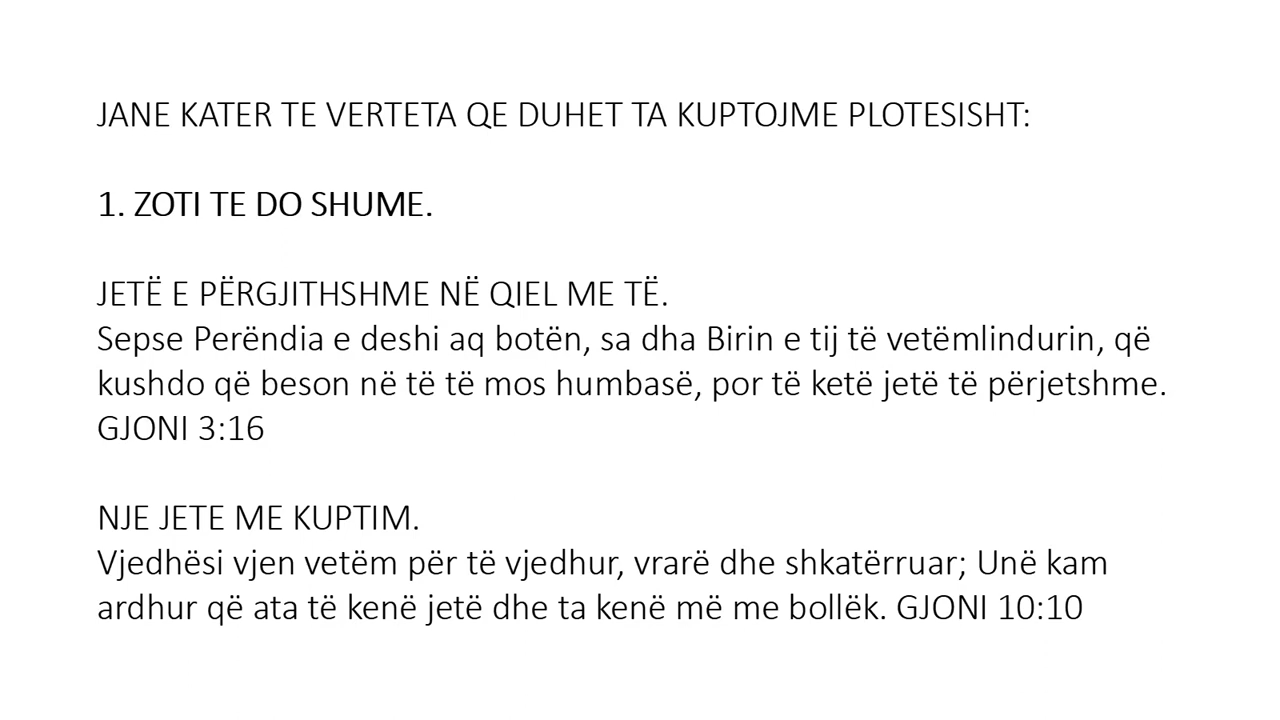 JANE KATER TE VERTETA QE DUHET TA KUPTOJME PLOTESISHT:
1. ZOTI TE DO SHUME.
JETË E PËRGJITHSHME NË QIEL ME TË.
Sepse Perëndia e deshi aq botën, sa dha Birin e tij të vetëmlindurin, që
kushdo që beson në të të mos humbasë, por të ketë jetë të përjetshme.
GJONI 3:16
NJE JETE ME KUPTIM.
Vjedhësi vjen vetëm për të vjedhur, vrarë dhe shkatërruar; Unë kam
ardhur që ata të kenë jetë dhe ta kenë më me bollëk. GJONI 10:10